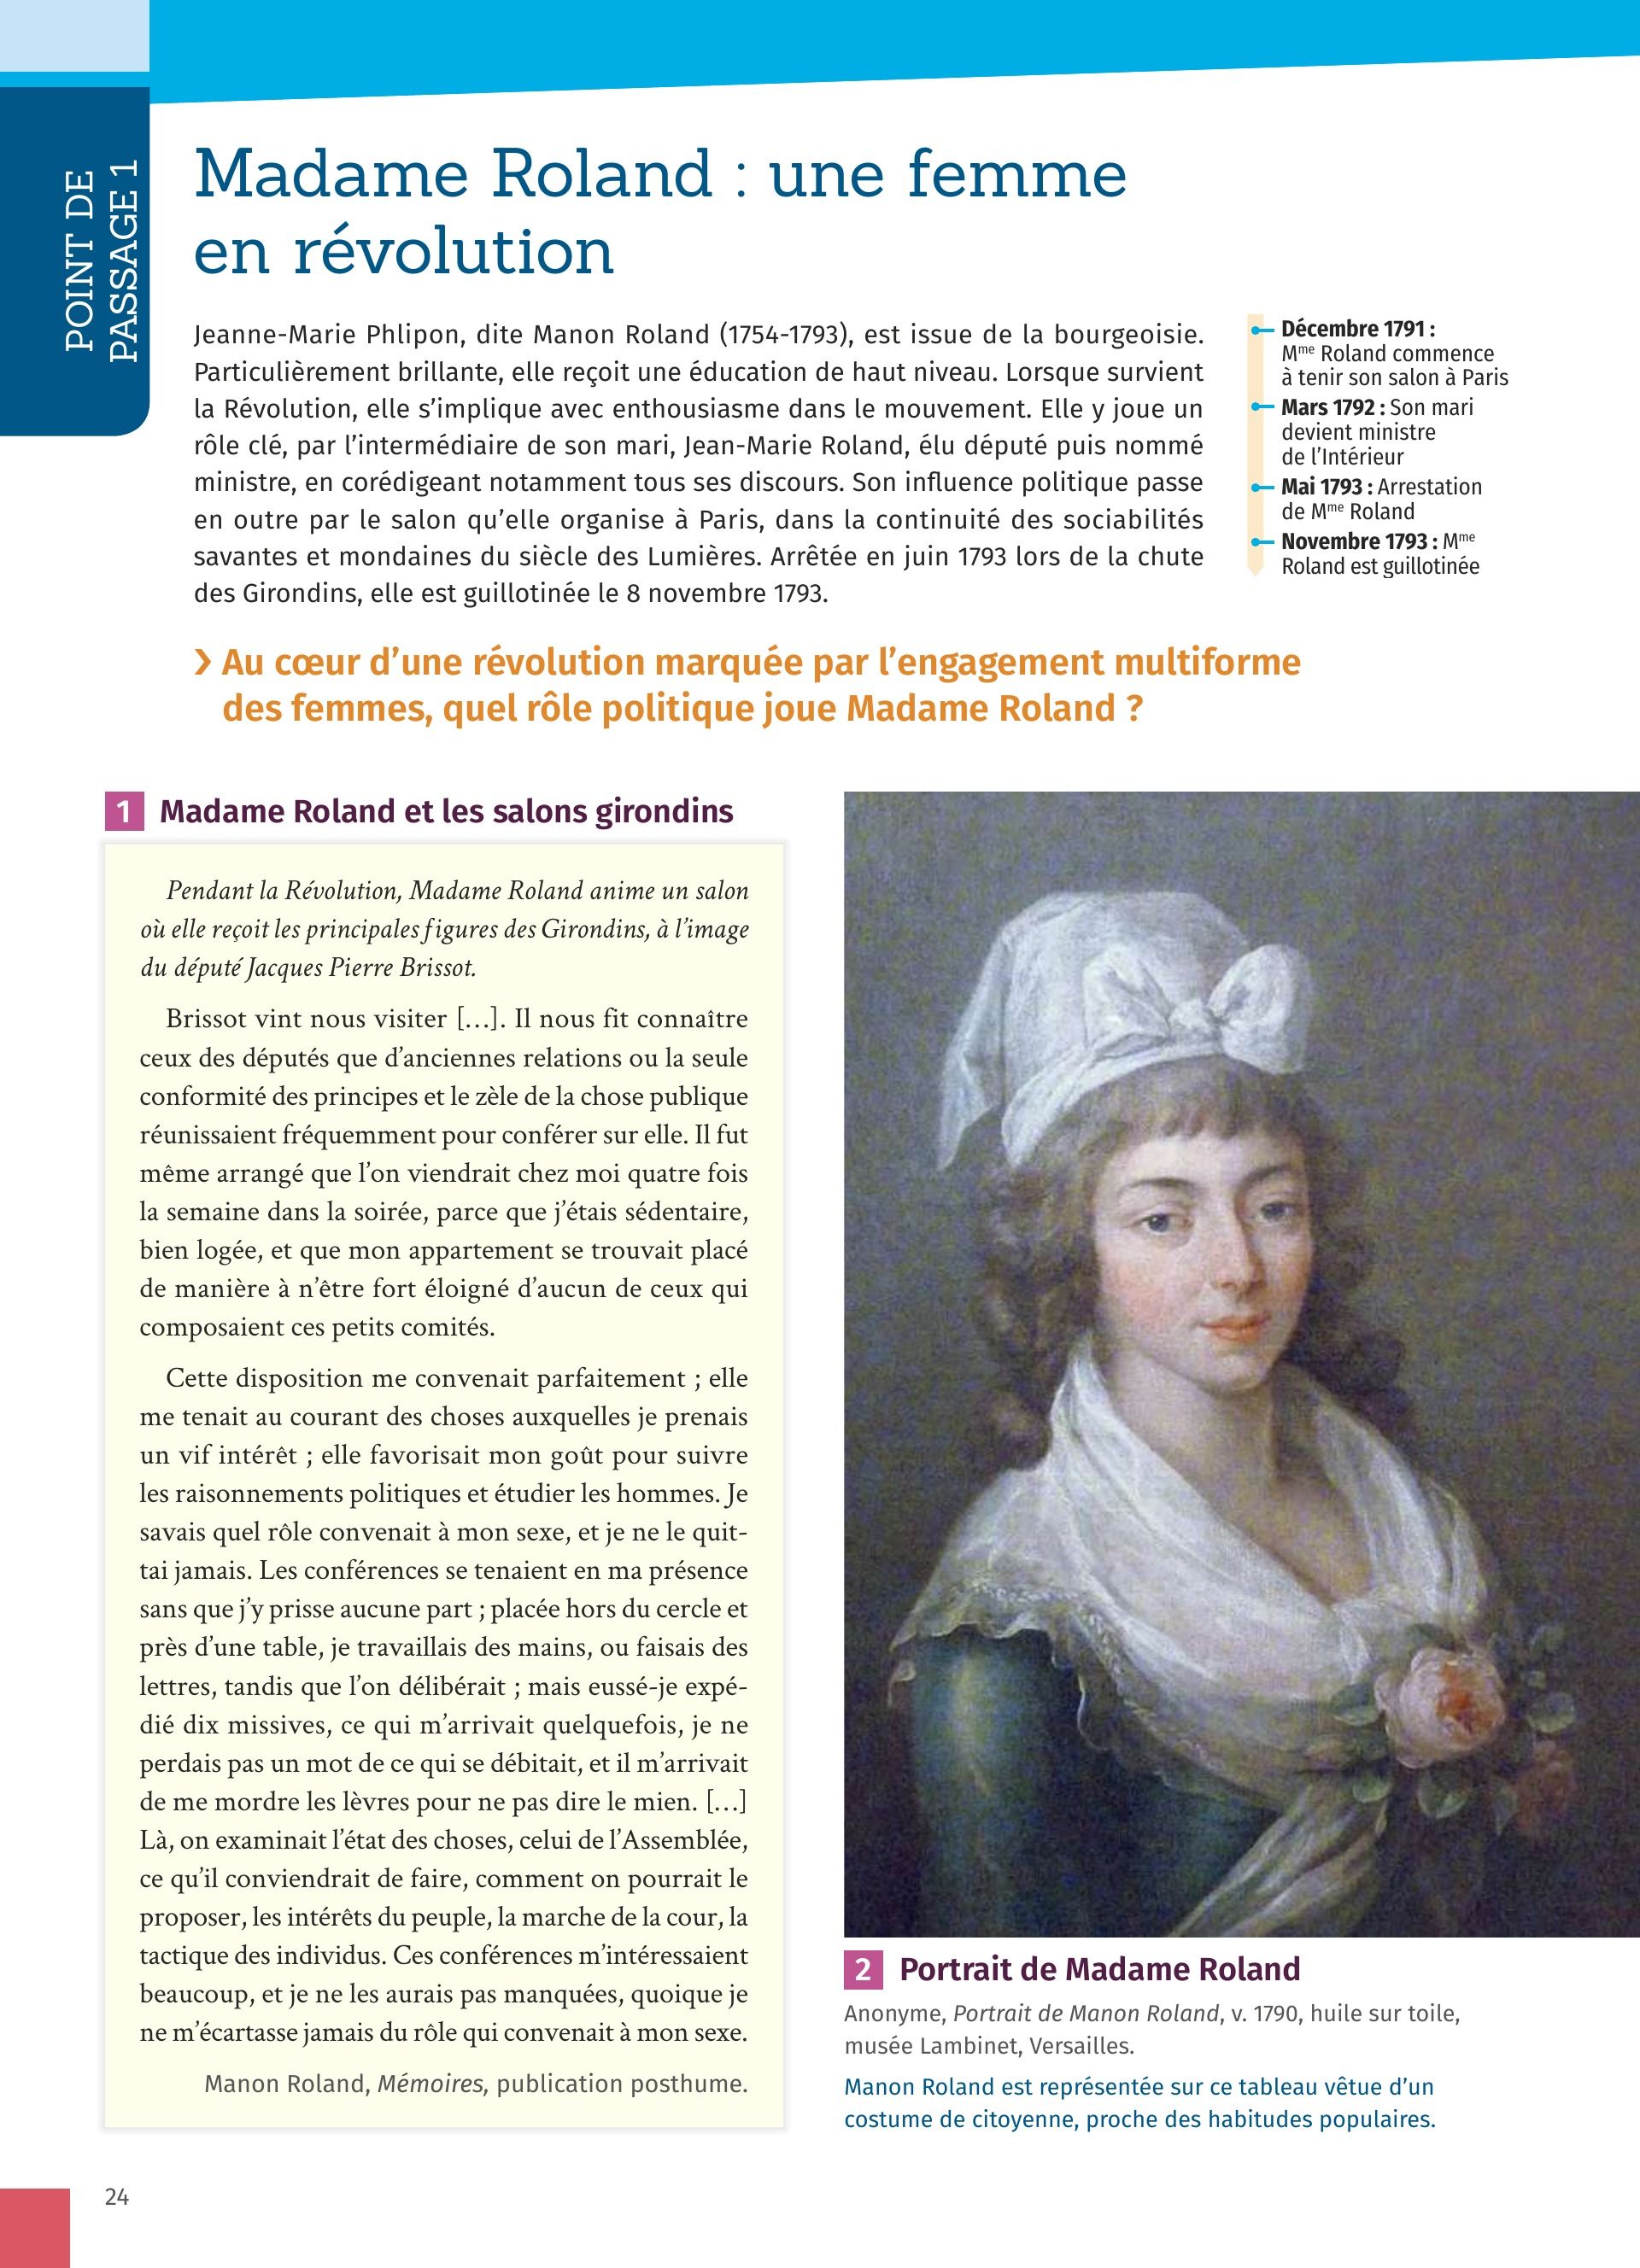 POINT DE
PASSAGE 1
Madame Roland : une femme
en révolution
Jeanne-Marie Phlipon, dite Manon Roland (1754-1793), est issue de la bourgeoisie.
Particulièrement brillante, elle reçoit une éducation de haut niveau. Lorsque survient
la Révolution, elle s’implique avec enthousiasme dans le mouvement. Elle y joue un
rôle clé, par l’intermédiaire de son mari, Jean-Marie Roland, élu député puis nommé
ministre, en corédigeant notamment tous ses discours. Son influence politique passe
en outre par le salon qu’elle organise à Paris, dans la continuité des sociabilités
savantes et mondaines du siècle des Lumières. Arrêtée en juin 1793 lors de la chute
des Girondins, elle est guillotinée le 8 novembre 1793.
Décembre 1791 :
Mme Roland commence
à tenir son salon à Paris
Mars 1792 : Son mari
devient ministre
de l’Intérieur
Mai 1793 : Arrestation
de Mme Roland
Novembre 1793 : Mme
Roland est guillotinée
› Au cœur d’une révolution marquée par l’engagement multiforme
des femmes, quel rôle politique joue Madame Roland ?
1 Madame Roland et les salons girondins
Pendant la Révolution, Madame Roland anime un salon
où elle reçoit les principales figures des Girondins, à l’image
du député Jacques Pierre Brissot.
Brissot vint nous visiter […]. Il nous fit connaître
ceux des députés que d’anciennes relations ou la seule
conformité des principes et le zèle de la chose publique
réunissaient fréquemment pour conférer sur elle. Il fut
même arrangé que l’on viendrait chez moi quatre fois
la semaine dans la soirée, parce que j’étais sédentaire,
bien logée, et que mon appartement se trouvait placé
de manière à n’être fort éloigné d’aucun de ceux qui
composaient ces petits comités.
Cette disposition me convenait parfaitement ; elle
me tenait au courant des choses auxquelles je prenais
un vif intérêt ; elle favorisait mon goût pour suivre
les raisonnements politiques et étudier les hommes. Je
savais quel rôle convenait à mon sexe, et je ne le quit-
tai jamais. Les conférences se tenaient en ma présence
sans que j’y prisse aucune part ; placée hors du cercle et
près d’une table, je travaillais des mains, ou faisais des
lettres, tandis que l’on délibérait ; mais eussé-je expé-
dié dix missives, ce qui m’arrivait quelquefois, je ne
perdais pas un mot de ce qui se débitait, et il m’arrivait
de me mordre les lèvres pour ne pas dire le mien. […]
Là, on examinait l’état des choses, celui de l’Assemblée,
ce qu’il conviendrait de faire, comment on pourrait le
proposer, les intérêts du peuple, la marche de la cour, la
tactique des individus. Ces conférences m’intéressaient
beaucoup, et je ne les aurais pas manquées, quoique je
ne m’écartasse jamais du rôle qui convenait à mon sexe.
Manon Roland, Mémoires, publication posthume.
2 Portrait de Madame Roland
Anonyme, Portrait de Manon Roland, v. 1790, huile sur toile,
musée Lambinet, Versailles.
Manon Roland est représentée sur ce tableau vêtue d’un
costume de citoyenne, proche des habitudes populaires.
24